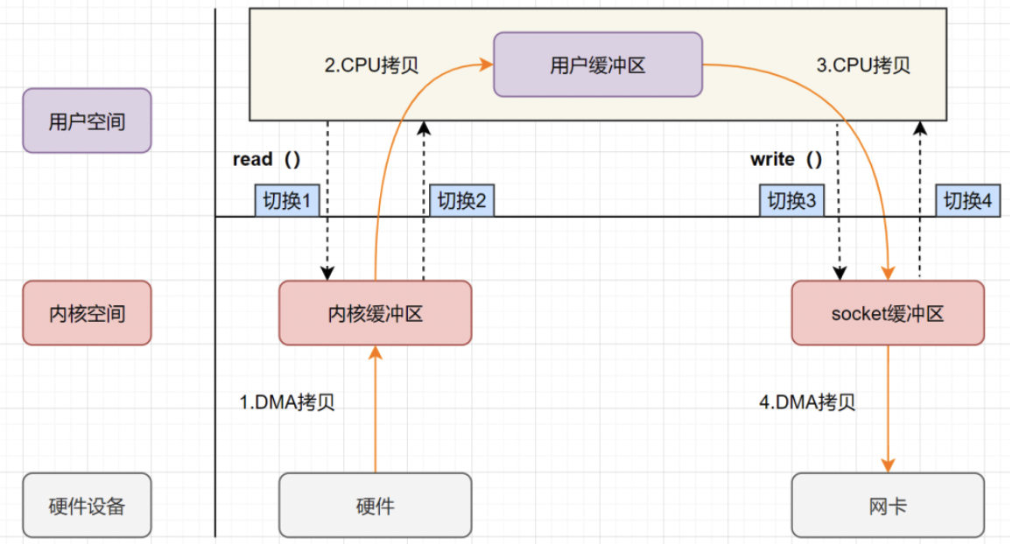 2.CPU拷贝
用户缓冲区
3.CPU拷贝
用户空间
read（）
write（）
切换1
切换2
切换3
切换4
内核空间
内核缓冲区
socket缓冲区
1.DMA拷贝
4.DMA拷贝
硬件设备
硬件
网卡